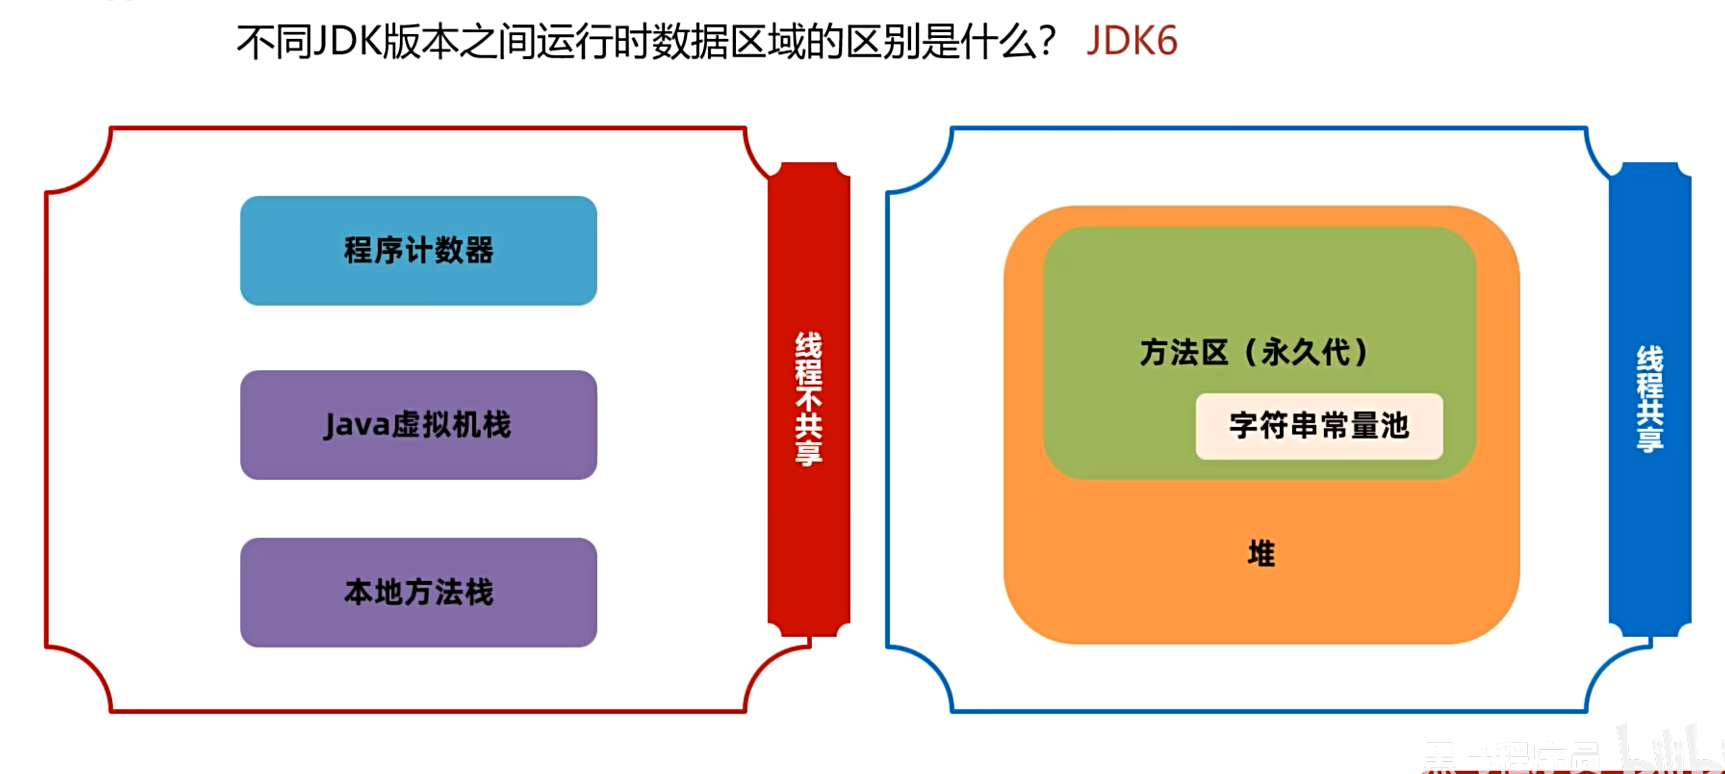 不同JDK版本之间运行时数据区域的区别是什么? JDK6
程序计数器
Java虚拟机栈
本地方法栈
线程不共享
方法区（永久代）
字符串常量池
堆
线程共享
bilibili